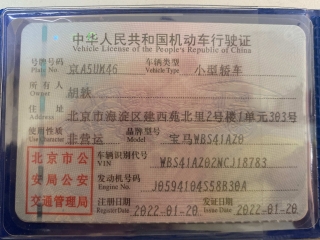 中华人民共和国机动车行驶证
Vehicle License of the People's Republic of China
号牌号码 京A5UM46 车辆类型 小型轿车
Plate No. Vehicle Type
所有人 胡轶
Owner
住址 北京市海淀区建西苑北里2号楼1单元303号
Address
使用性质 非营运 品牌型号 宝马WBS41AZ0
Use Character Model
北京市公 车辆识别代号 WBS41AZ02NCJ18783
VIN
安局公安 发动机号码 J0594104S58B30A
Engine No.
交通管理局 注册日期 2022-01-20 发证日期 2022-01-20
Register Date Issue Date